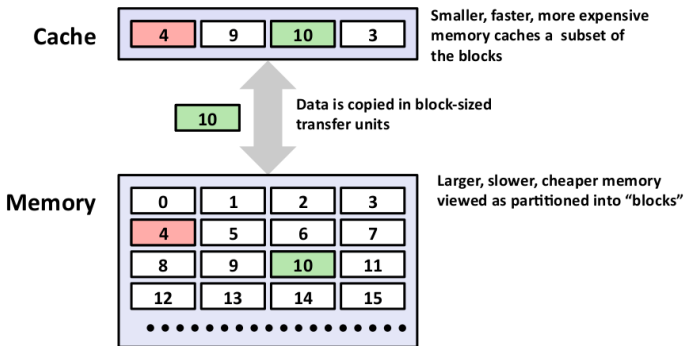 Cache
4 9 10 3
Smaller, faster, more expensive
memory caches a subset of
the blocks
10
Data is copied in block-sized
transfer units
Memory
0 1 2 3
4 5 6 7
8 9 10 11
12 13 14 15
Larger, slower, cheaper memory
viewed as partitioned into “blocks”